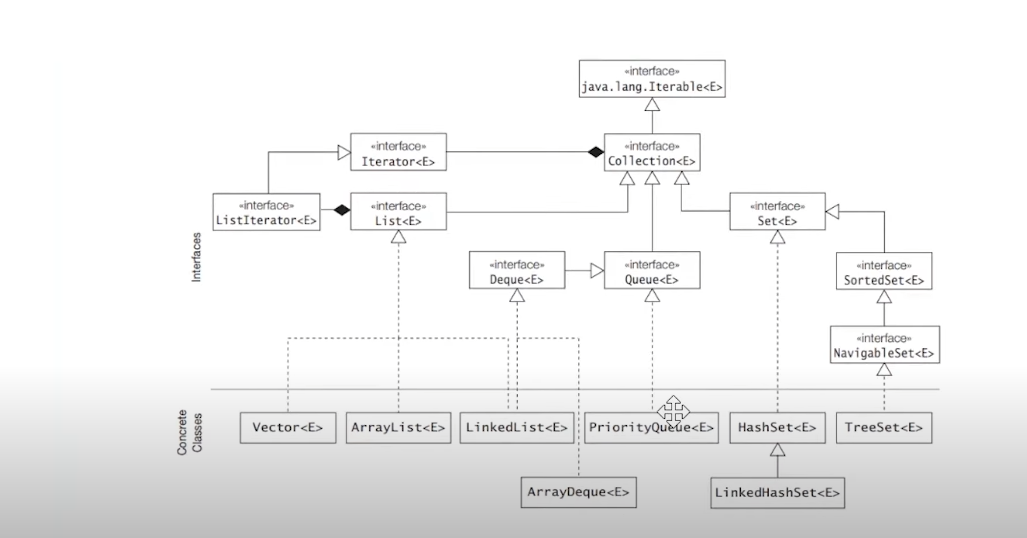 «interface»
java.lang.Iterable<E>
«interface»
Iterator<E>
«interface»
Collection<E>
«interface»
ListIterator<E>
«interface»
List<E>
«interface»
Set<E>
Interfaces
«interface»
Deque<E>
«interface»
Queue<E>
«interface»
SortedSet<E>
«interface»
NavigableSet<E>
Concrete
Classes
Vector<E>
ArrayList<E>
LinkedList<E>
PriorityQueue<E>
HashSet<E>
TreeSet<E>
ArrayDeque<E>
LinkedHashSet<E>